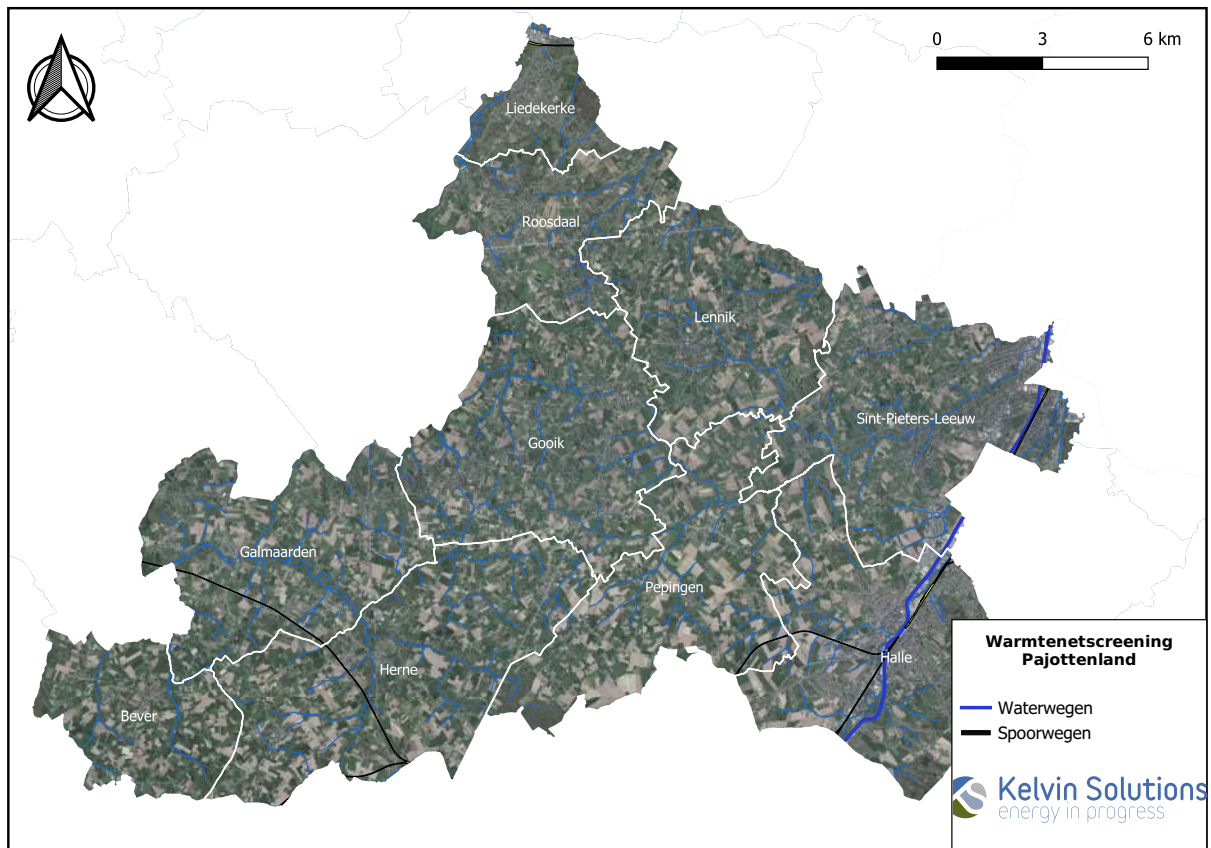 0 3 6 km
Liedekerke
Roosdaal
Lennik
Sint-Pieters-Leeuw
Gooik
Galmaarden
Pepingen
Halle
Herne
Bever
Warmtenetscreening
Pajottenland
Waterwegen
Spoorwegen
Kelvin Solutions
energy in progress